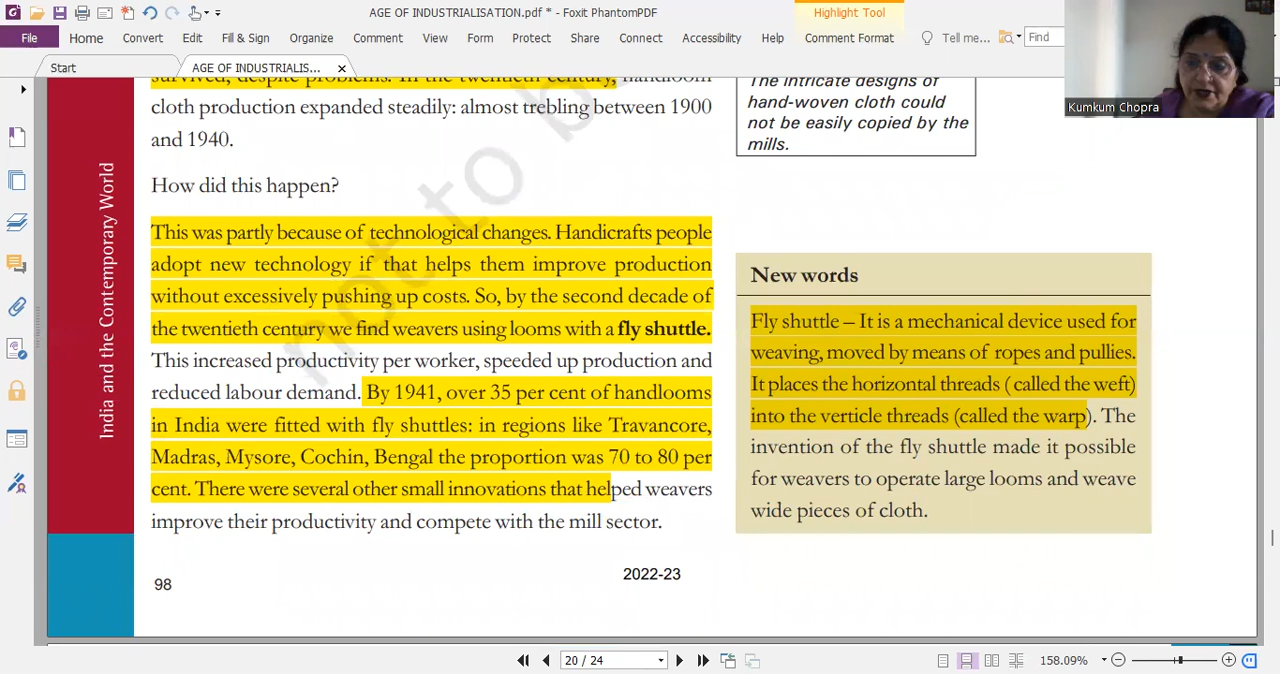 AGE OF INDUSTRIALISATION.pdf * - Foxit PhantomPDF
Highlight Tool
File Home Convert Edit Fill & Sign Organize Comment View Form Protect Share Connect Accessibility Help Comment Format Tell me... Find
Start
AGE OF INDUSTRIALIS...
Kumkum Chopra
India and the Contemporary World
survived, despite problems. In the twentieth century, handloom
cloth production expanded steadily: almost trebling between 1900
and 1940.
How did this happen?
This was partly because of technological changes. Handicrafts people
adopt new technology if that helps them improve production
without excessively pushing up costs. So, by the second decade of
the twentieth century we find weavers using looms with a fly shuttle.
This increased productivity per worker, speeded up production and
reduced labour demand. By 1941, over 35 per cent of handlooms
in India were fitted with fly shuttles: in regions like Travancore,
Madras, Mysore, Cochin, Bengal the proportion was 70 to 80 per
cent. There were several other small innovations that helped weavers
improve their productivity and compete with the mill sector.
The intricate designs of
hand-woven cloth could
not be easily copied by the
mills.
New words
Fly shuttle – It is a mechanical device used for
weaving, moved by means of ropes and pullies.
It places the horizontal threads ( called the weft)
into the verticle threads (called the warp). The
invention of the fly shuttle made it possible
for weavers to operate large looms and weave
wide pieces of cloth.
not to b
98
2022-23
20 / 24
158.09%